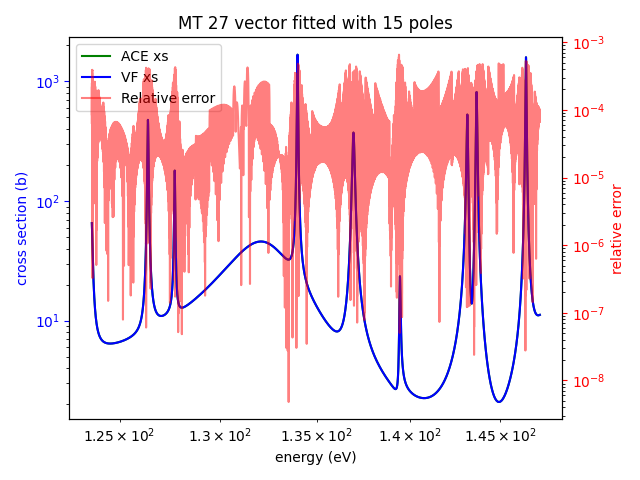 MT 27 vector fitted with 15 poles
ACE xs
VF xs
Relative error
cross section (b)
10³
10²
10¹
relative error
10⁻³
10⁻⁴
10⁻⁵
10⁻⁶
10⁻⁷
10⁻⁸
1.25 × 10² 1.3 × 10² 1.35 × 10² 1.4 × 10² 1.45 × 10²
energy (eV)